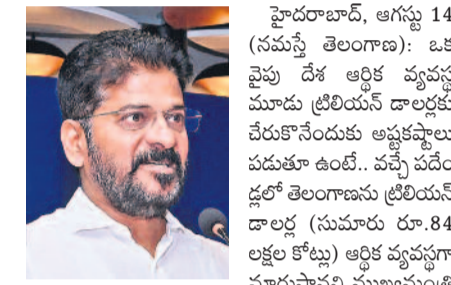 హైదరాబాద్, ఆగస్టు 14
(నమస్తే తెలంగాణ): ఒక
వైపు దేశ ఆర్థిక వ్యవస్థ
మూడు ట్రిలియన్ డాలర్లకు
చేరుకొనేందుకు అష్టకష్టాలు
పడుతూ ఉంటే.. వచ్చే పదేం
డ్లలో తెలంగాణను ట్రిలియన్
డాలర్ల (సుమారు రూ.84
లక్షల కోట్లు) ఆర్థిక వ్యవస్థగా